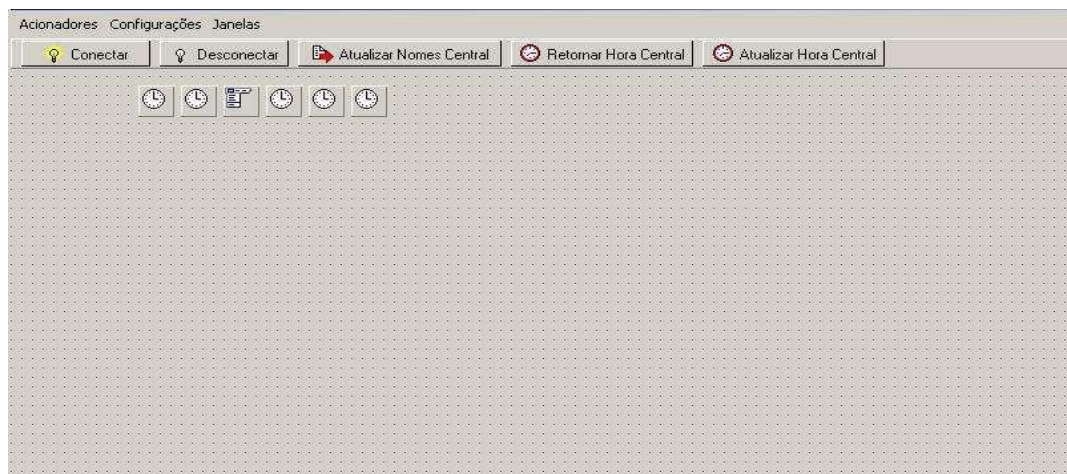 Acionadores Configurações Janelas
Conectar Desconectar Atualizar Nomes Central Retornar Hora Central Atualizar Hora Central